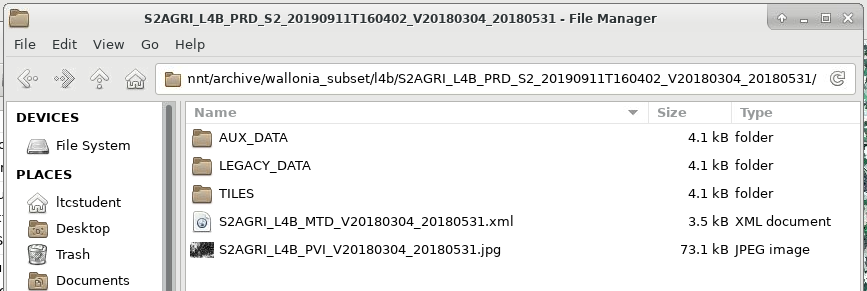 S2AGRI_L4B_PRD_S2_20190911T160402_V20180304_20180531 - File Manager
File Edit View Go Help
mnt/archive/wallonia_subset/l4b/S2AGRI_L4B_PRD_S2_20190911T160402_V20180304_20180531/
DEVICES
File System
PLACES
ltcstudent
Desktop
Trash
Documents
Name Size Type
AUX_DATA 4.1 kB folder
LEGACY_DATA 4.1 kB folder
TILES 4.1 kB folder
S2AGRI_L4B_MTD_V20180304_20180531.xml 3.5 kB XML document
S2AGRI_L4B_PVI_V20180304_20180531.jpg 73.1 kB JPEG image